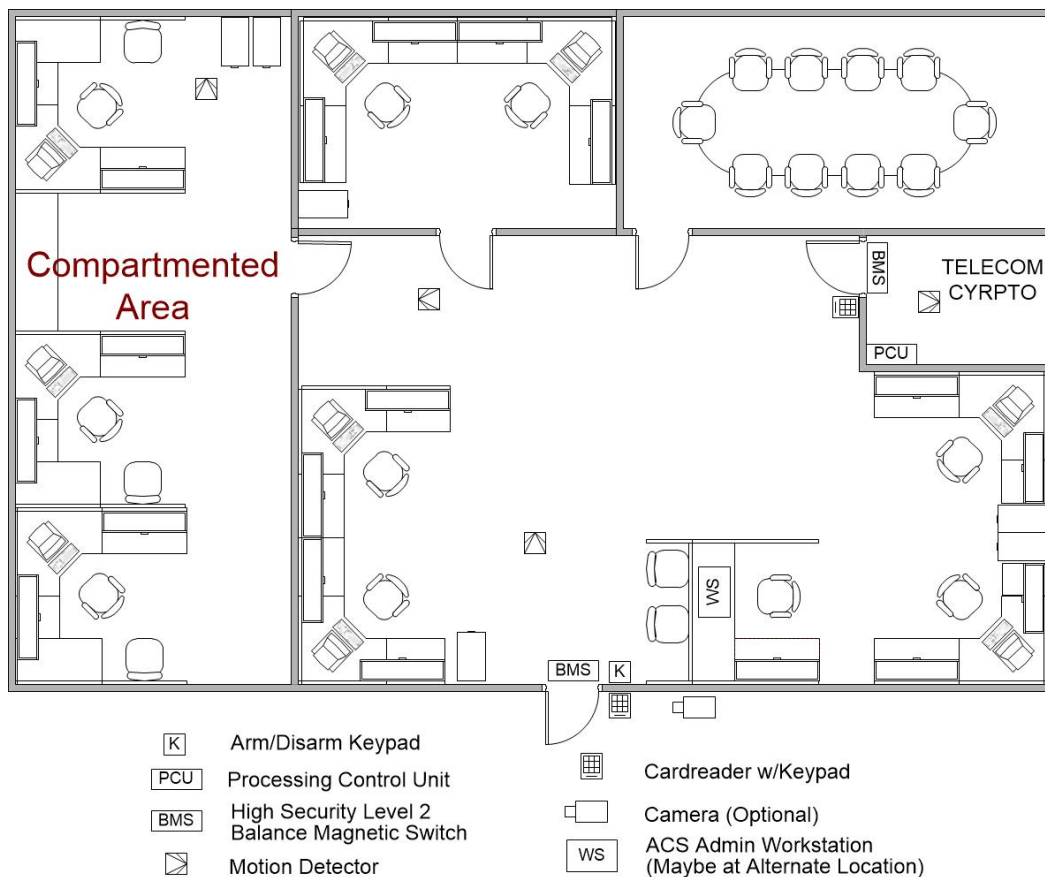 Compartmented
Area
BMS
TELECOM
CYRPTO
PCU
WS
BMS
K
K Arm/Disarm Keypad
PCU Processing Control Unit
BMS High Security Level 2
Balance Magnetic Switch
Motion Detector
Cardreader w/Keypad
Camera (Optional)
WS ACS Admin Workstation
(Maybe at Alternate Location)